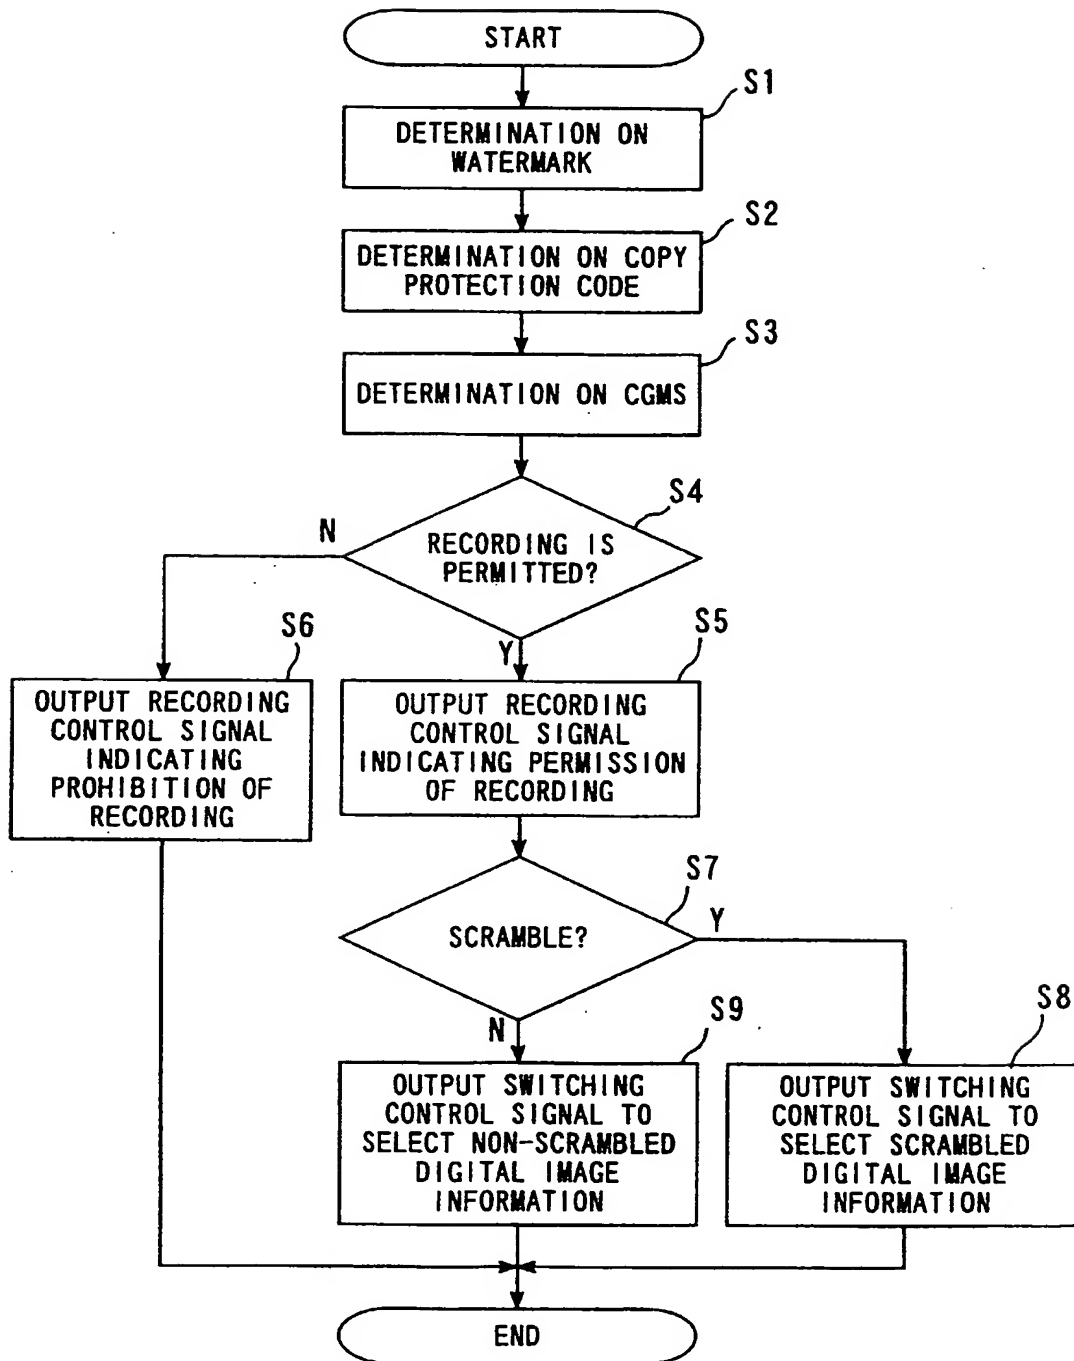 START
S1
DETERMINATION ON
WATERMARK
S2
DETERMINATION ON COPY
PROTECTION CODE
S3
DETERMINATION ON CGMS
S4
N
RECORDING IS
PERMITTED?
Y
S6
OUTPUT RECORDING
CONTROL SIGNAL
INDICATING
PROHIBITION OF
RECORDING
S5
OUTPUT RECORDING
CONTROL SIGNAL
INDICATING PERMISSION
OF RECORDING
S7
SCRAMBLE?
Y
N
S9
OUTPUT SWITCHING
CONTROL SIGNAL TO
SELECT NON-SCRAMBLED
DIGITAL IMAGE
INFORMATION
S8
OUTPUT SWITCHING
CONTROL SIGNAL TO
SELECT SCRAMBLED
DIGITAL IMAGE
INFORMATION
END